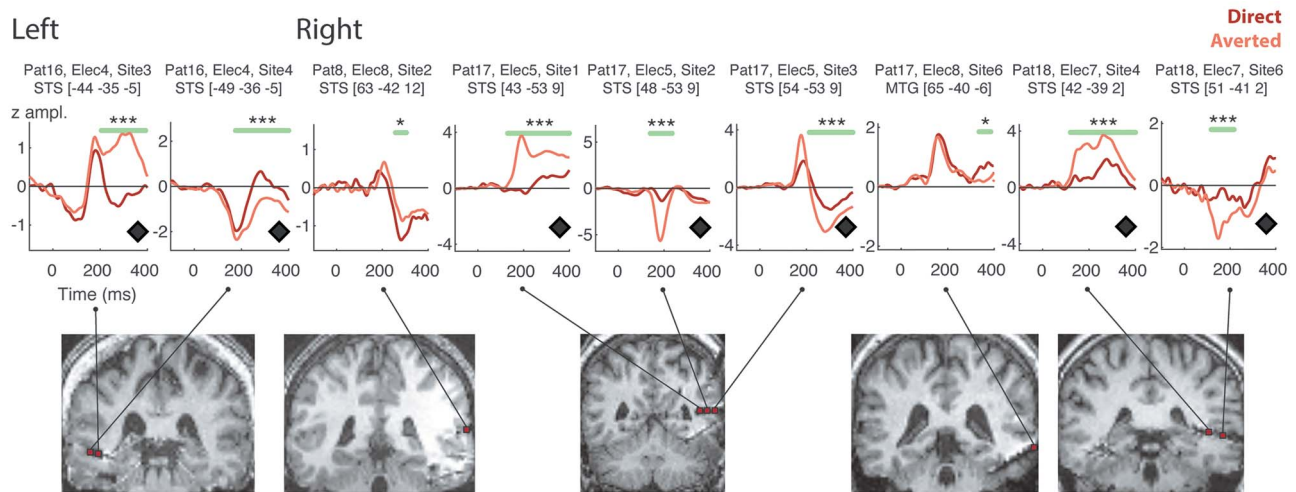 Left
Right
Direct
Averted
Pat16, Elec4, Site3
STS [-44 -35 -5]
Pat16, Elec4, Site4
STS [-49 -36 -5]
Pat8, Elec8, Site2
STS [63 -42 12]
Pat17, Elec5, Site1
STS [43 -53 9]
Pat17, Elec5, Site2
STS [48 -53 9]
Pat17, Elec5, Site3
STS [54 -53 9]
Pat17, Elec8, Site6
MTG [65 -40 -6]
Pat18, Elec7, Site4
STS [42 -39 2]
Pat18, Elec7, Site6
STS [51 -41 2]
z ampl.
***
1
0
-1
0 200 400
Time (ms)
***
2
0
-2
0 200 400
*
1
0
-1
0 200 400
***
4
0
-4
0 200 400
***
5
0
-5
0 200 400
***
4
0
-4
0 200 400
*
2
0
-2
0 200 400
***
4
0
-4
0 200 400
***
2
0
-2
0 200 400